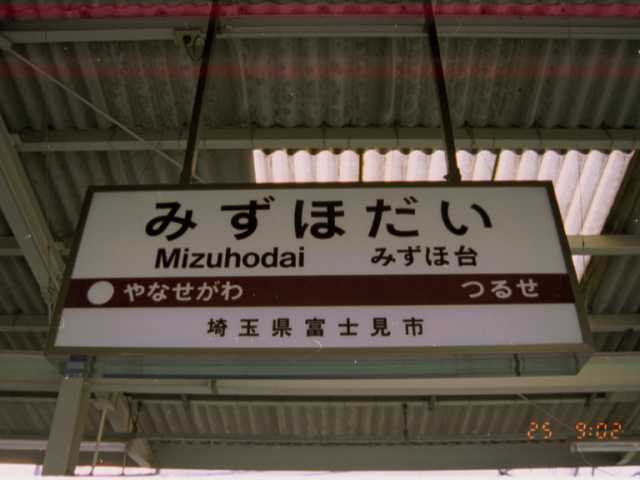 みずほだい
Mizuhodai みずほ台
やなせがわ つるせ
埼玉県富士見市
25 9:02